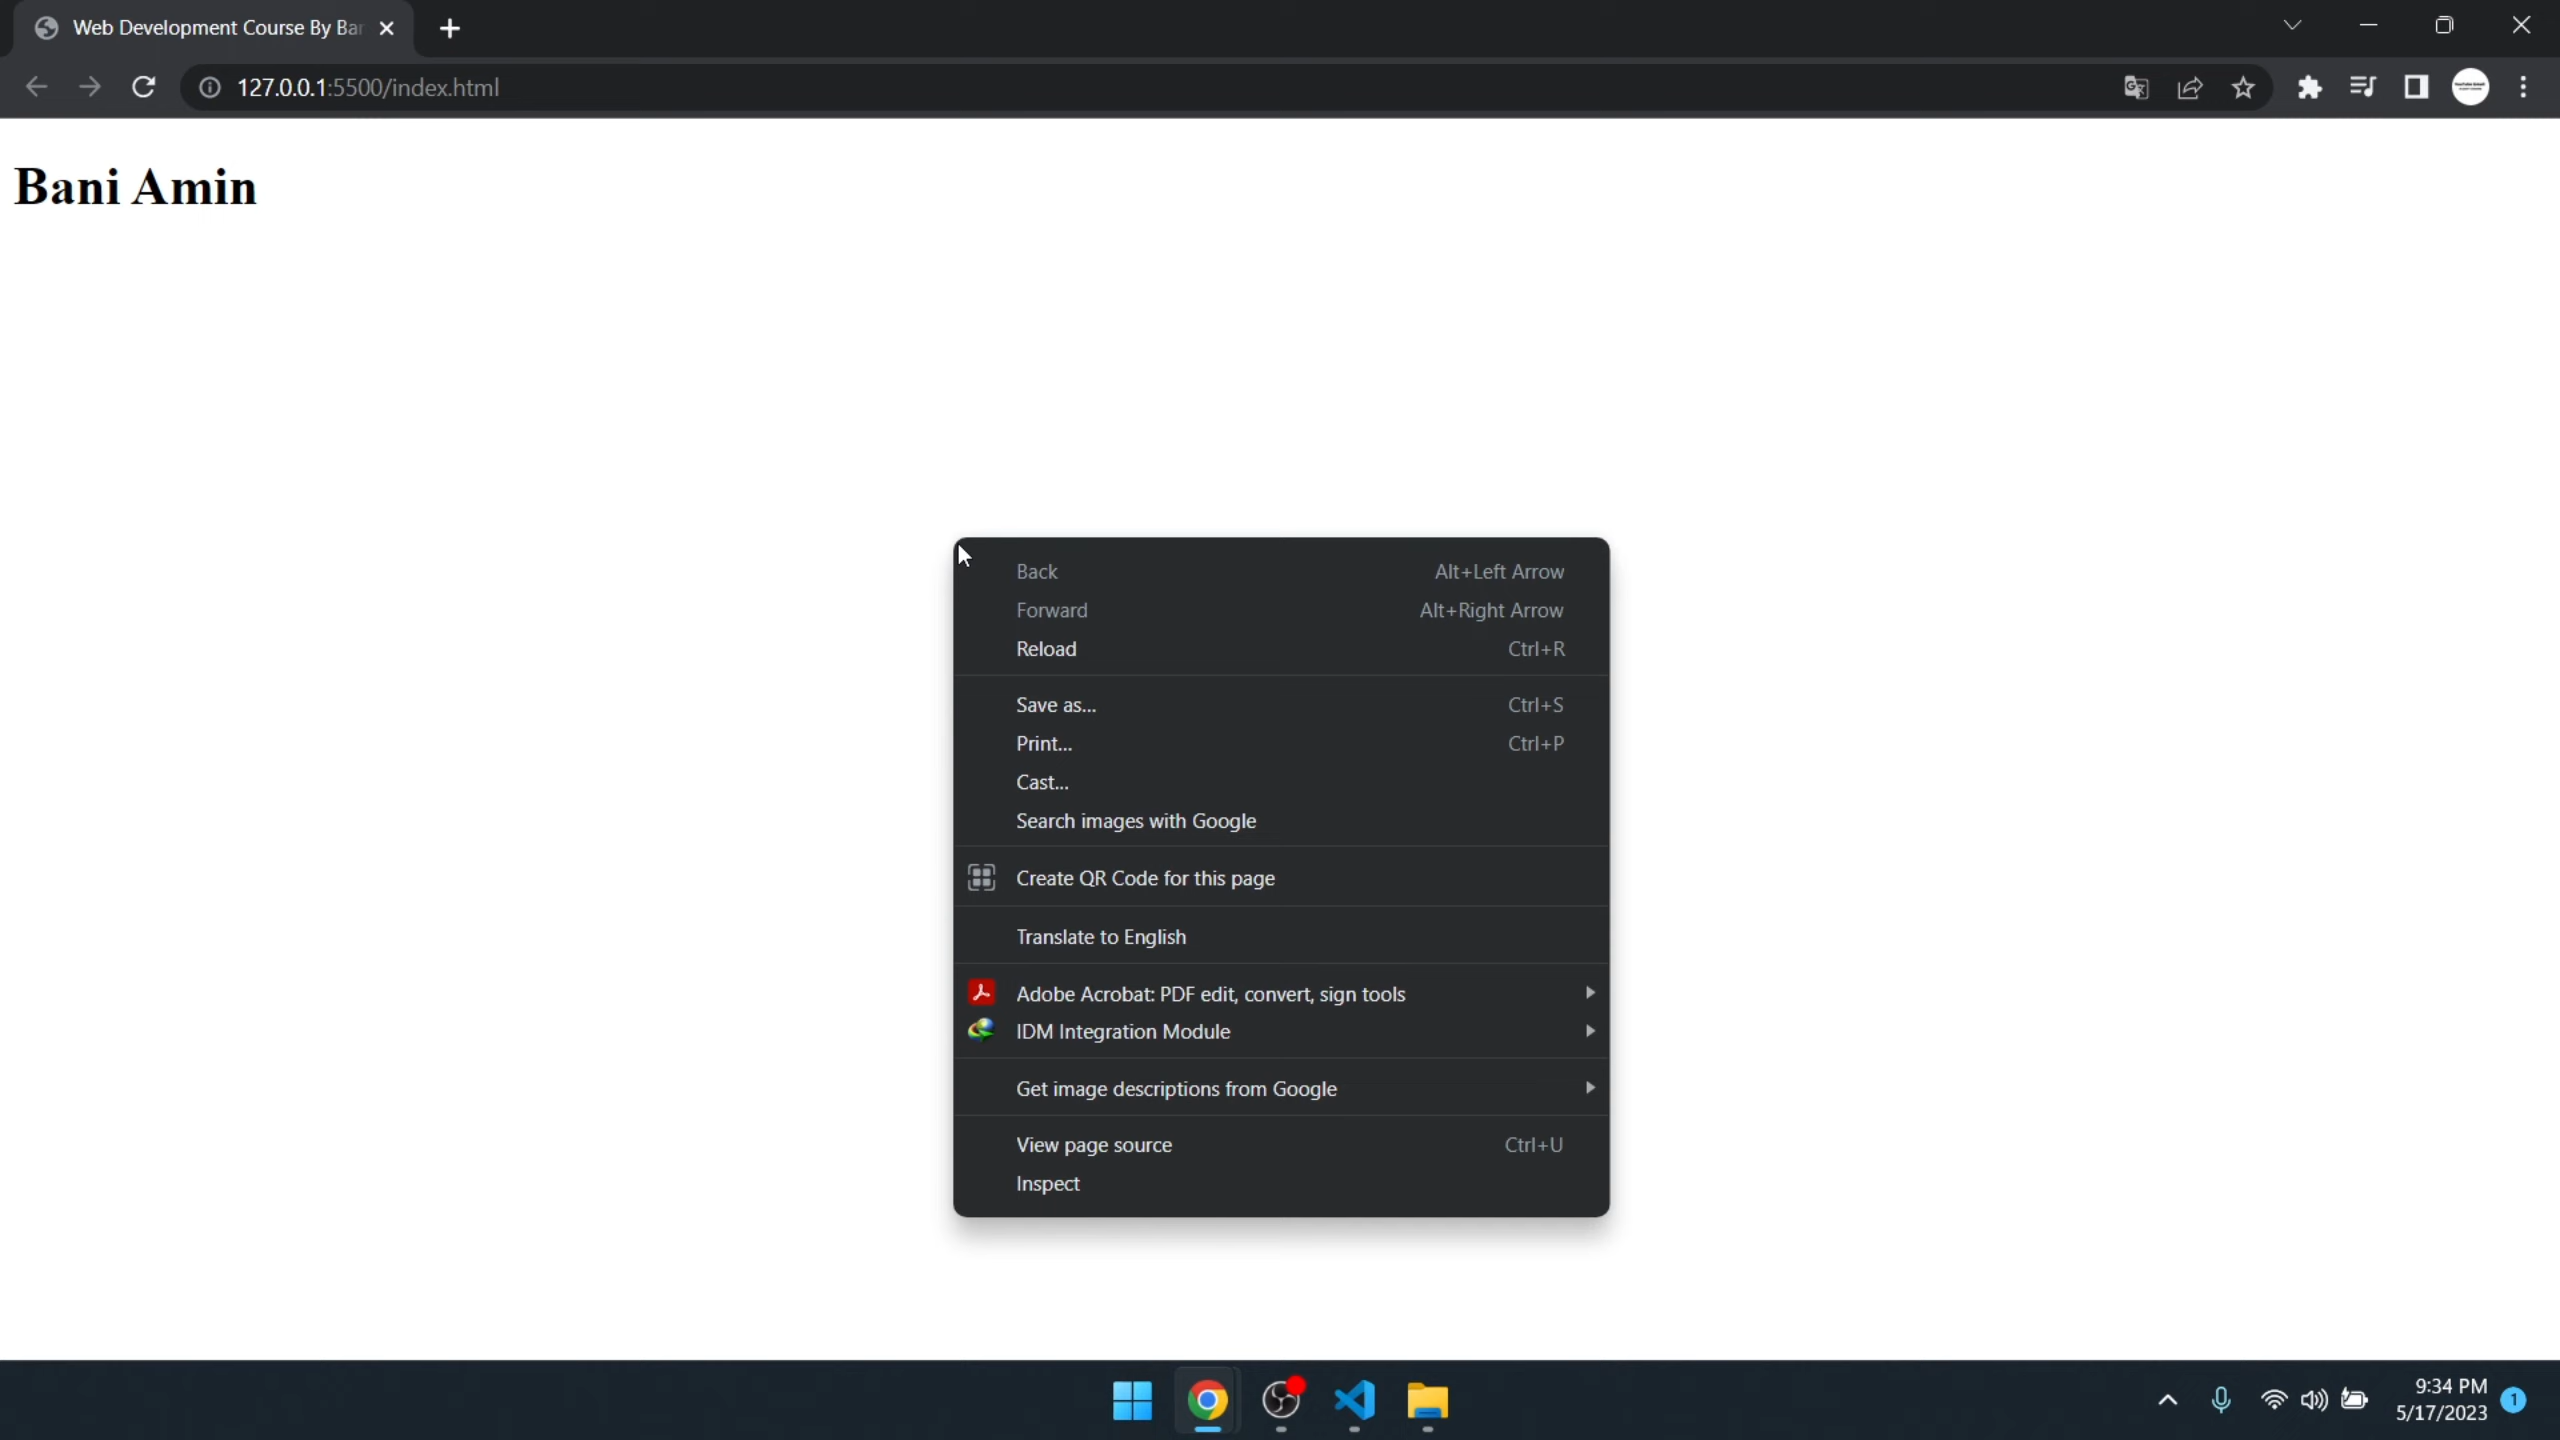 Web Development Course By Bar
127.0.0.1:5500/index.html
Bani Amin
Back Alt+Left Arrow
Forward Alt+Right Arrow
Reload Ctrl+R
Save as... Ctrl+S
Print... Ctrl+P
Cast...
Search images with Google
Create QR Code for this page
Translate to English
Adobe Acrobat: PDF edit, convert, sign tools
IDM Integration Module
Get image descriptions from Google
View page source Ctrl+U
Inspect
9:34 PM
5/17/2023
1